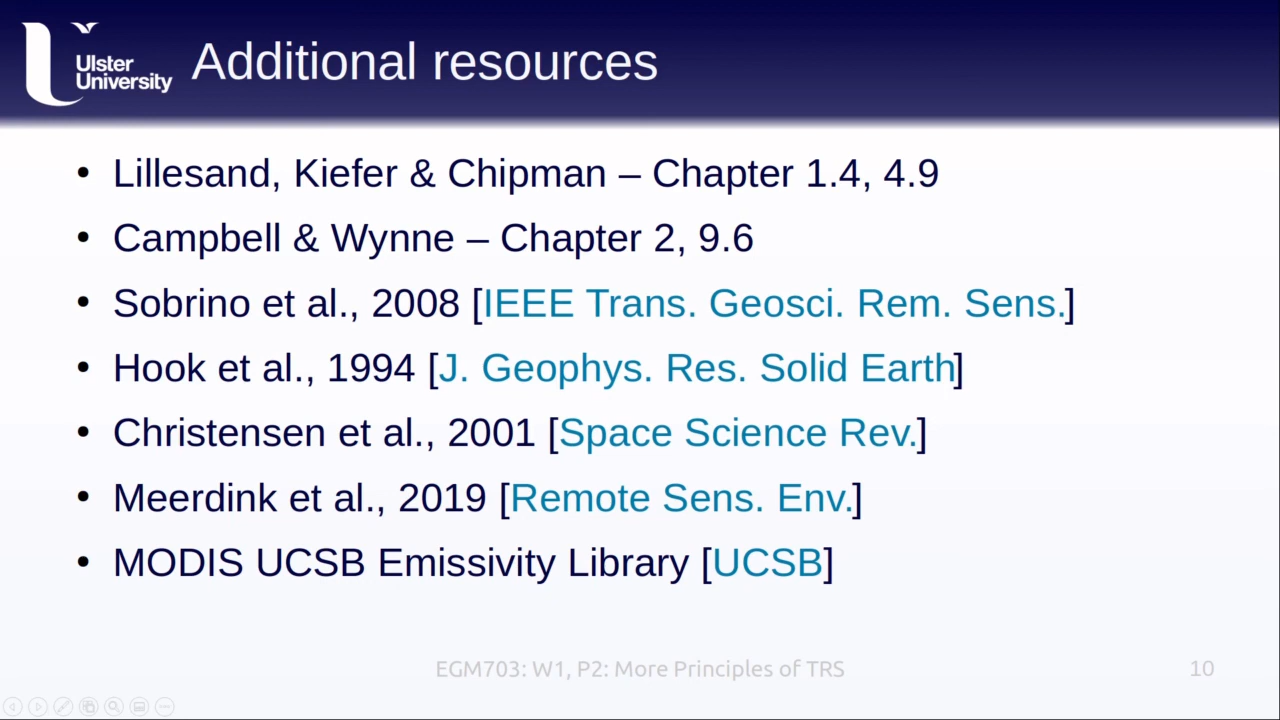 Ulster
University
Additional resources
• Lillesand, Kiefer & Chipman – Chapter 1.4, 4.9
• Campbell & Wynne – Chapter 2, 9.6
• Sobrino et al., 2008 [IEEE Trans. Geosci. Rem. Sens.]
• Hook et al., 1994 [J. Geophys. Res. Solid Earth]
• Christensen et al., 2001 [Space Science Rev.]
• Meerdink et al., 2019 [Remote Sens. Env.]
• MODIS UCSB Emissivity Library [UCSB]
EGM703: W1, P2: More Principles of TRS
10